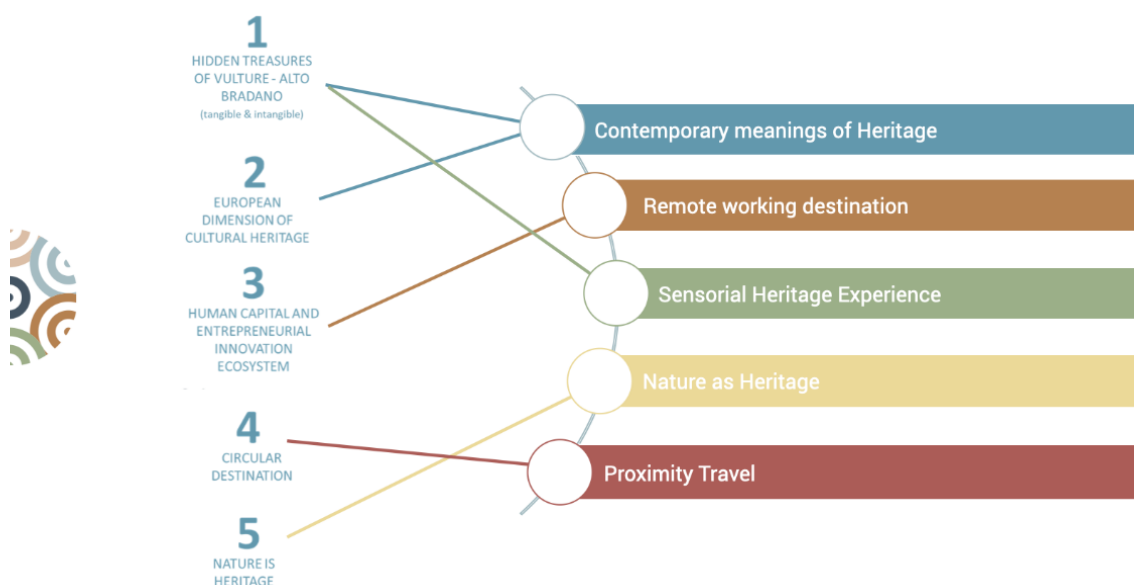 1
HIDDEN TREASURES
OF VULTURE - ALTO
BRADANO
(tangible & intangible)
2
EUROPEAN
DIMENSION OF
CULTURAL HERITAGE
3
HUMAN CAPITAL AND
ENTREPRENEURIAL
INNOVATION
ECOSYSTEM
4
CIRCULAR
DESTINATION
5
NATURE IS
HERITAGE
Contemporary meanings of Heritage
Remote working destination
Sensorial Heritage Experience
Nature as Heritage
Proximity Travel